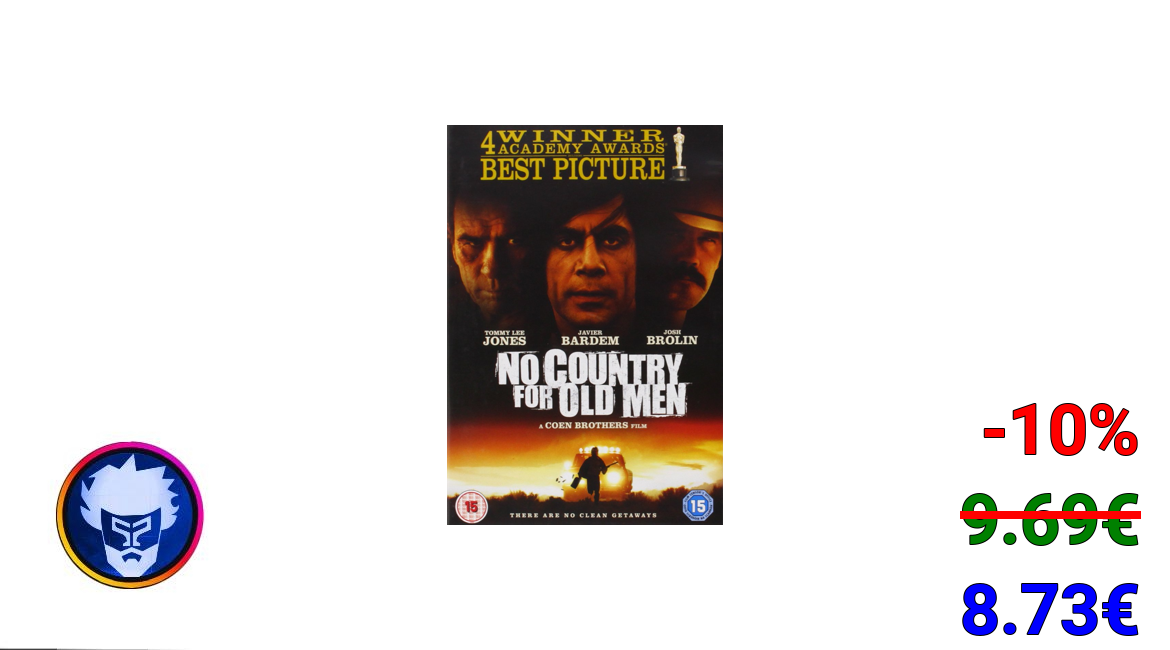 4 WINNER
ACADEMY AWARDS
BEST PICTURE
TOMMY LEE JONES
JAVIER BARDEM
JOSH BROLIN
NO COUNTRY
FOR OLD MEN
A COEN BROTHERS FILM
15
15
THERE ARE NO CLEAN GETAWAYS
-10%
9.69€
8.73€